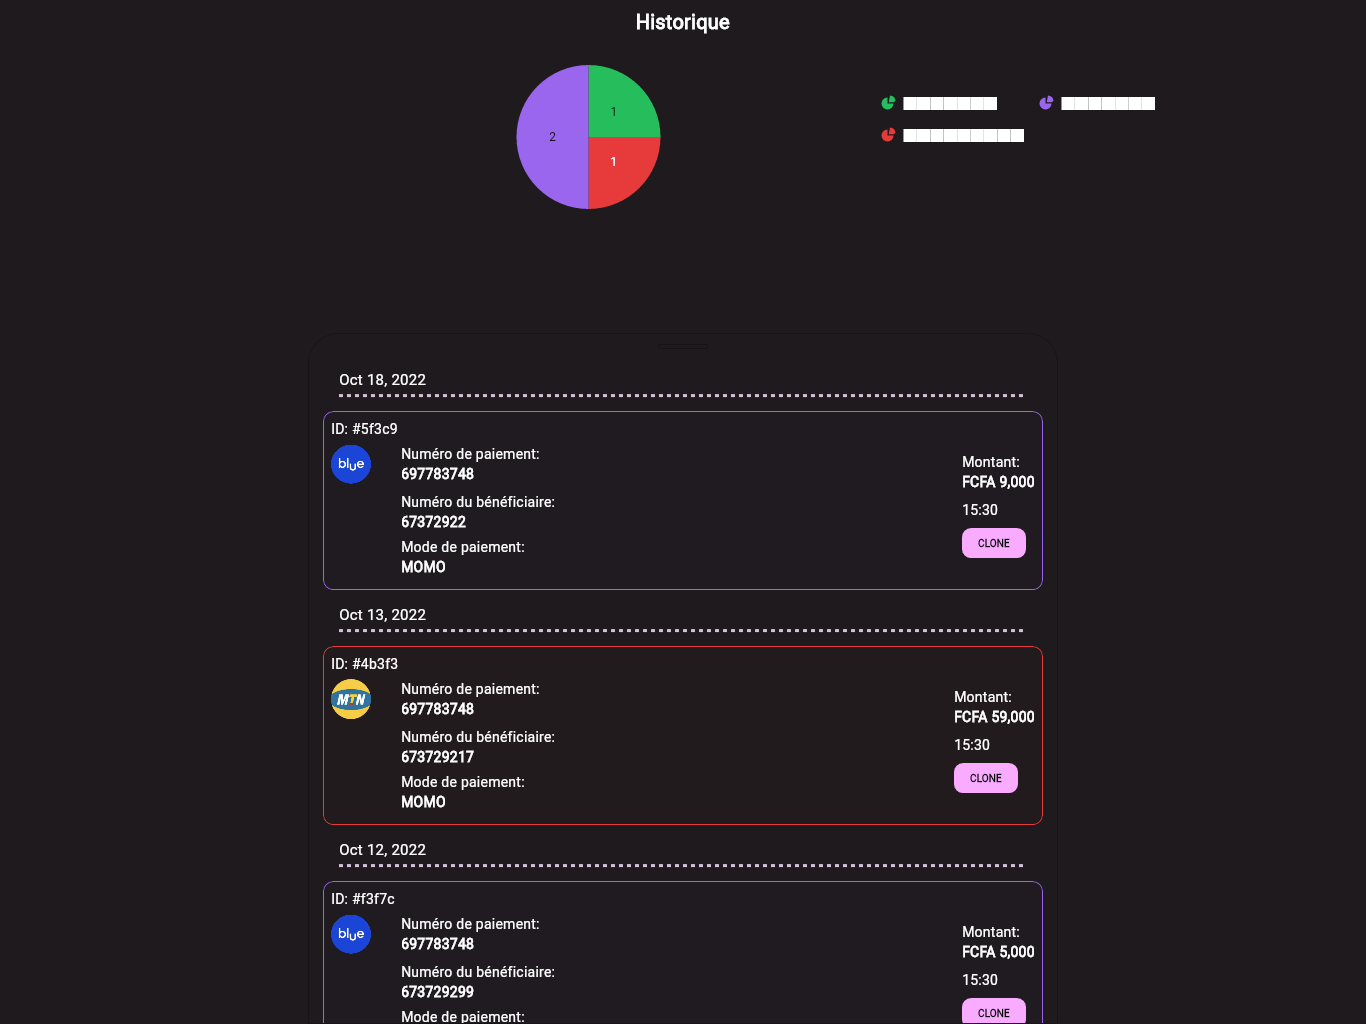 Historique
1
2
1
Oct 18, 2022
ID: #5f3c9
blue
Numéro de paiement:
697783748
Numéro du bénéficiaire:
67372922
Mode de paiement:
MOMO
Montant:
FCFA 9,000
15:30
CLONE
Oct 13, 2022
ID: #4b3f3
MTN
Numéro de paiement:
697783748
Numéro du bénéficiaire:
673729217
Mode de paiement:
MOMO
Montant:
FCFA 59,000
15:30
CLONE
Oct 12, 2022
ID: #f3f7c
blue
Numéro de paiement:
697783748
Numéro du bénéficiaire:
673729299
Mode de paiement:
Montant:
FCFA 5,000
15:30
CLONE